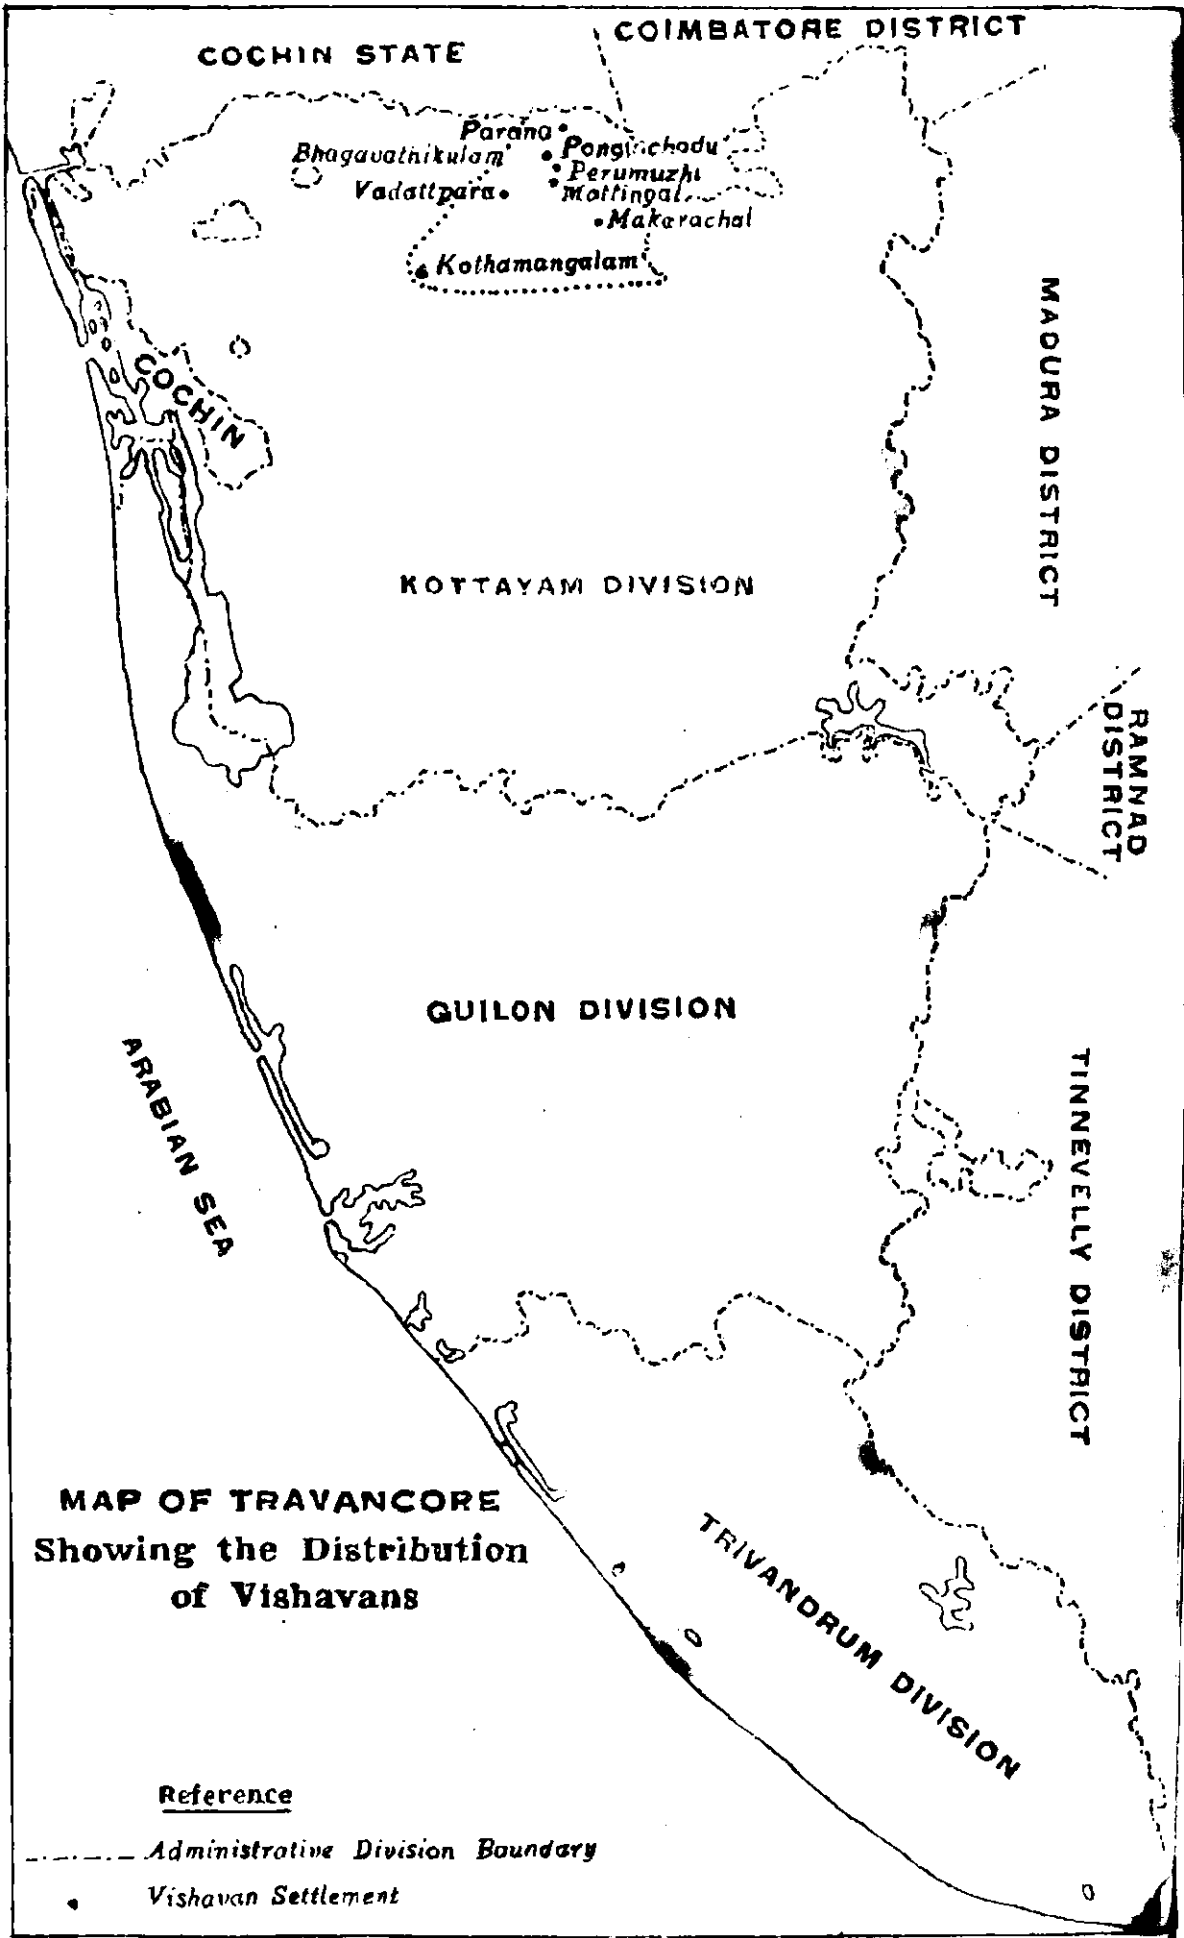 COCHIN STATE
COIMBATORE DISTRICT
Parana
Bhagavathikulam
Perumuzhi
Vadattpara
Mottingal
Makarachal
Kothamangalam
MADURA DISTRICT
COCHIN
KOTTAYAM DIVISION
RAMNAD
DISTRICT
QUILON DIVISION
ARABIAN SEA
TINNEVELLY DISTRICT
MAP OF TRAVANCORE
Showing the Distribution
of Vishavans
TRIVANDRUM DIVISION
Reference
Administrative Division Boundary
Vishavan Settlement